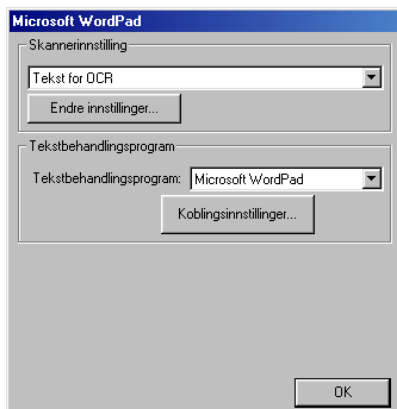 Microsoft WordPad
Skannerinnstilling
Tekst for OCR
Endre innstillinger...
Tekstbehandlingsprogram
Tekstbehandlingsprogram: Microsoft WordPad
Koblingsinnstillinger...
OK